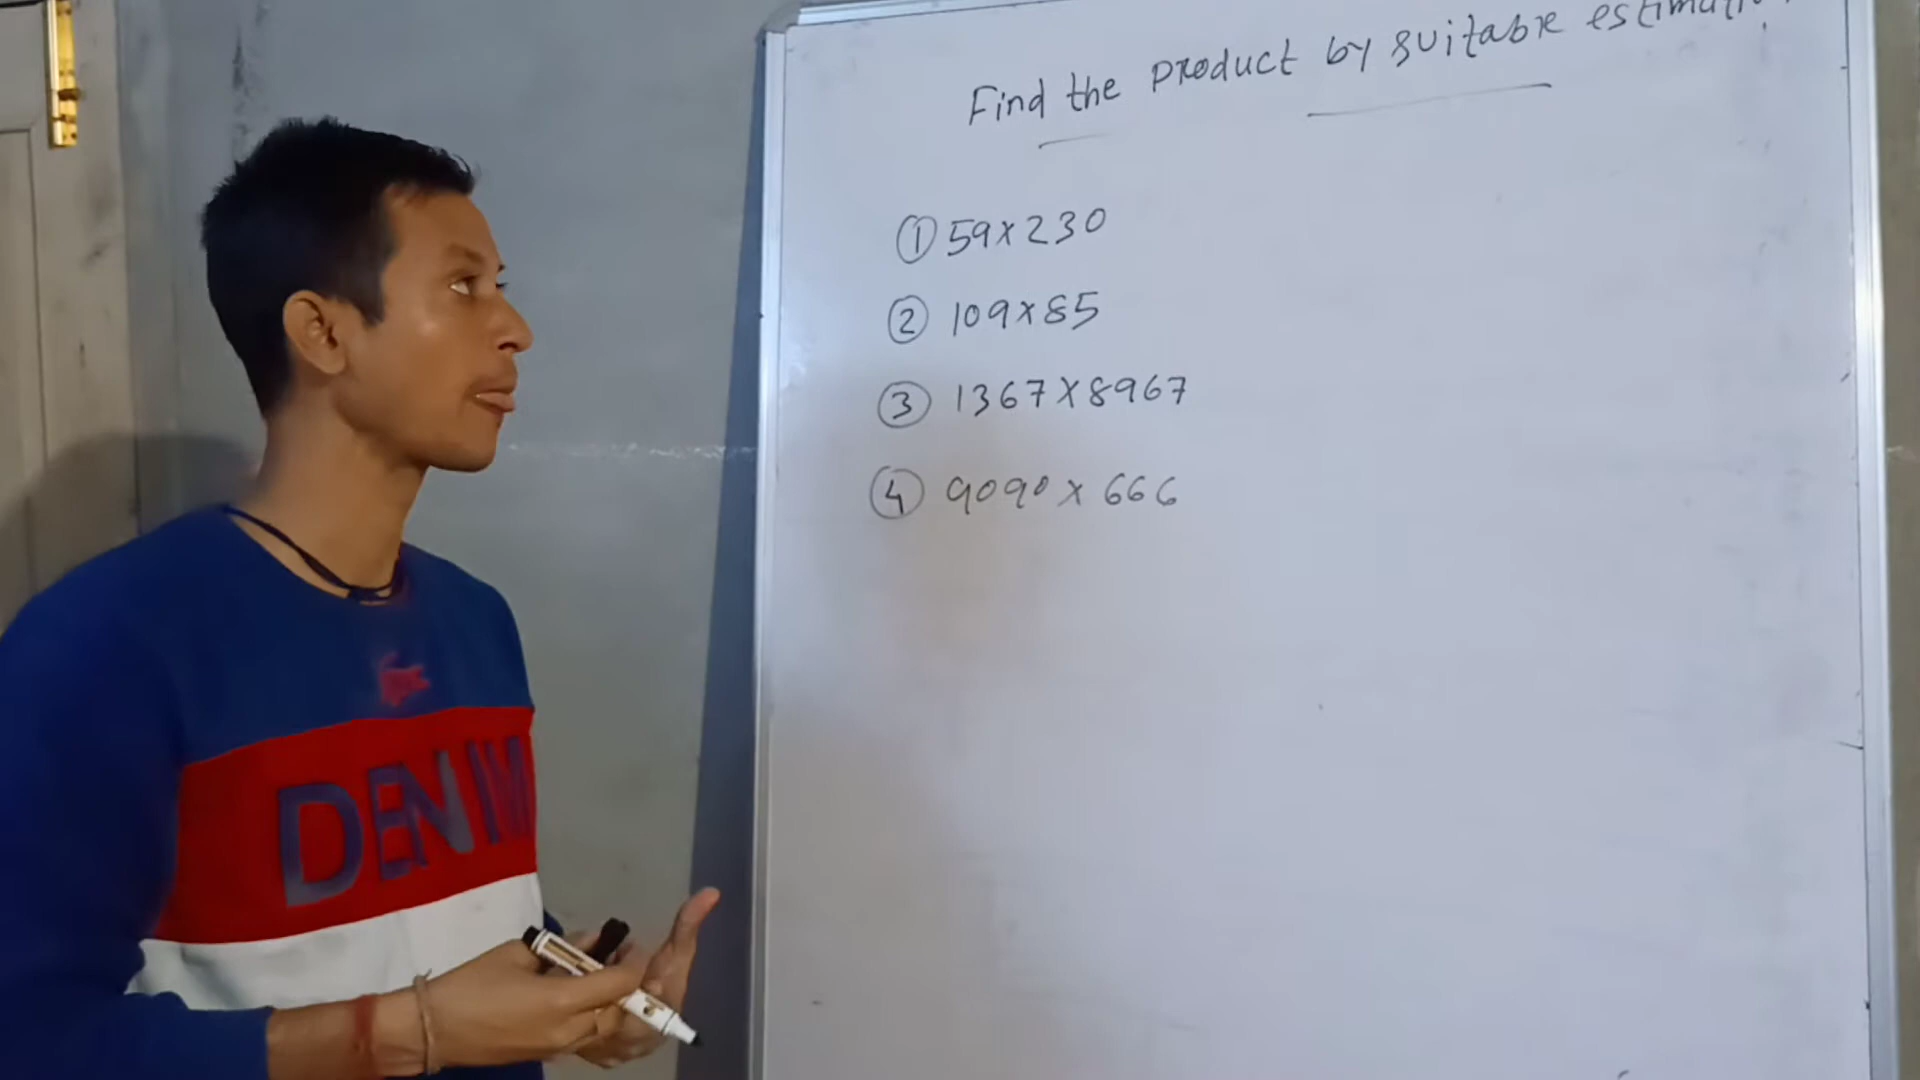 Find the product by suitable
① 59x230
② 109x85
③ 1367x8967
④ 9090 x 666
DENIM